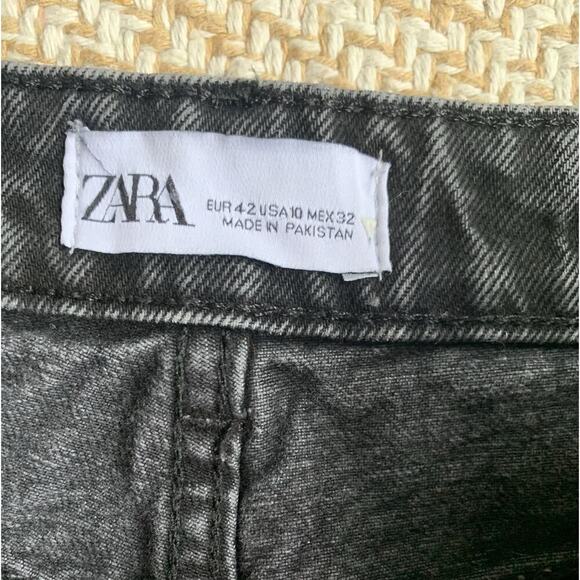 ZARA
EUR 42 USA 10 MEX 32
MADE IN PAKISTAN